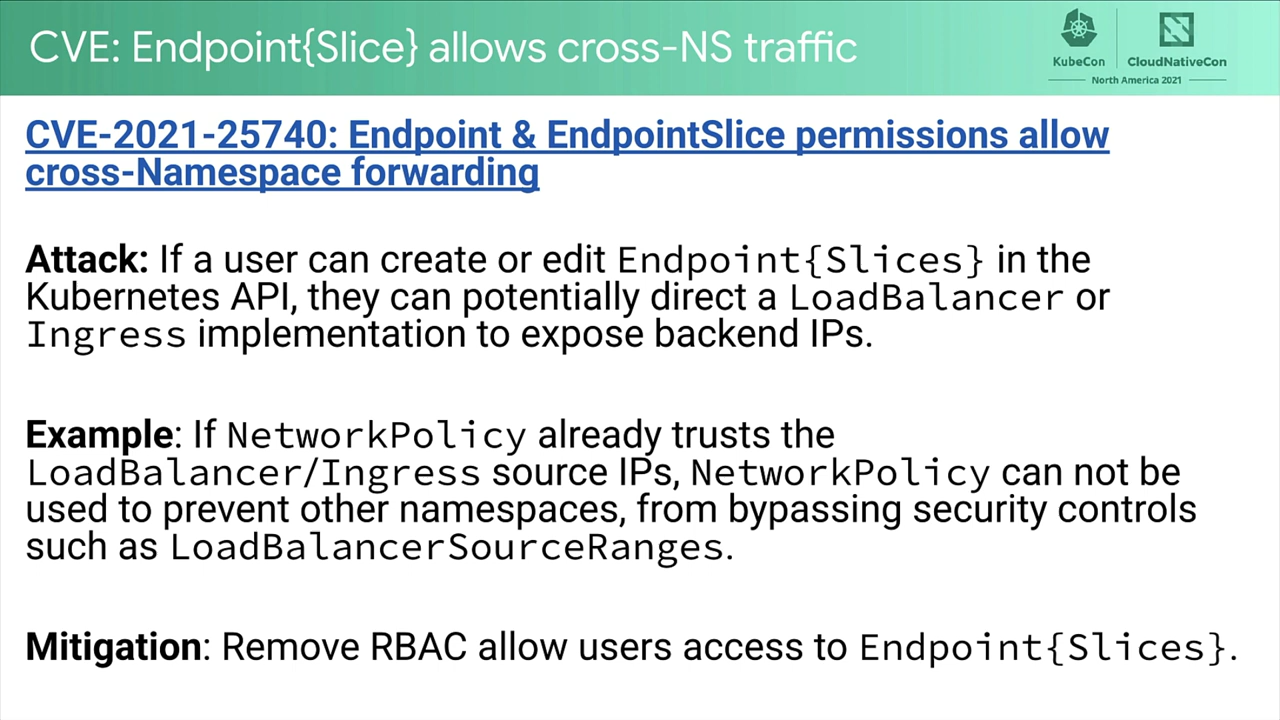 CVE: Endpoint{Slice} allows cross-NS traffic
KubeCon
CloudNativeCon
North America 2021
CVE-2021-25740: Endpoint & EndpointSlice permissions allow
cross-Namespace forwarding
Attack: If a user can create or edit Endpoint{Slices} in the
Kubernetes API, they can potentially direct a LoadBalancer or
Ingress implementation to expose backend IPs.
Example: If NetworkPolicy already trusts the
LoadBalancer/Ingress source IPs, NetworkPolicy can not be
used to prevent other namespaces, from bypassing security controls
such as LoadBalancerSourceRanges.
Mitigation: Remove RBAC allow users access to Endpoint{Slices}.